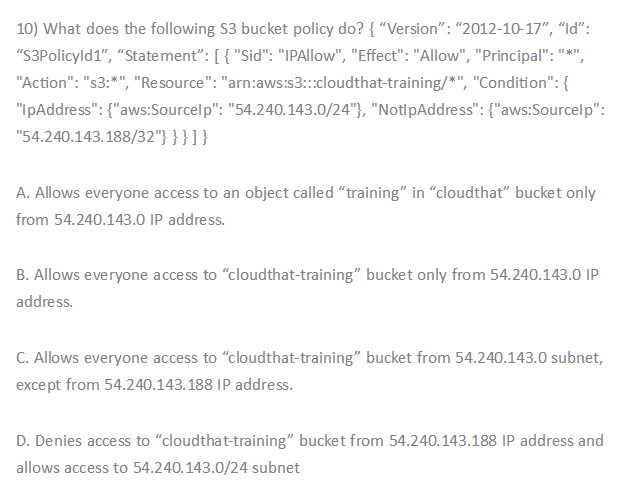 10) What does the following S3 bucket policy do? { “Version”: “2012-10-17”, “Id”:
“S3PolicyId1”, “Statement”: [ { "Sid": "IPAllow", "Effect": "Allow", "Principal": "*",
"Action": "s3:*", "Resource": "arn:aws:s3:::cloudthat-training/*", "Condition": {
"IpAddress": {"aws:SourceIp": "54.240.143.0/24"}, "NotIpAddress": {"aws:SourceIp":
"54.240.143.188/32"} } } ] }
A. Allows everyone access to an object called “training” in “cloudthat” bucket only
from 54.240.143.0 IP address.
B. Allows everyone access to “cloudthat-training” bucket only from 54.240.143.0 IP
address.
C. Allows everyone access to “cloudthat-training” bucket from 54.240.143.0 subnet,
except from 54.240.143.188 IP address.
D. Denies access to “cloudthat-training” bucket from 54.240.143.188 IP address and
allows access to 54.240.143.0/24 subnet